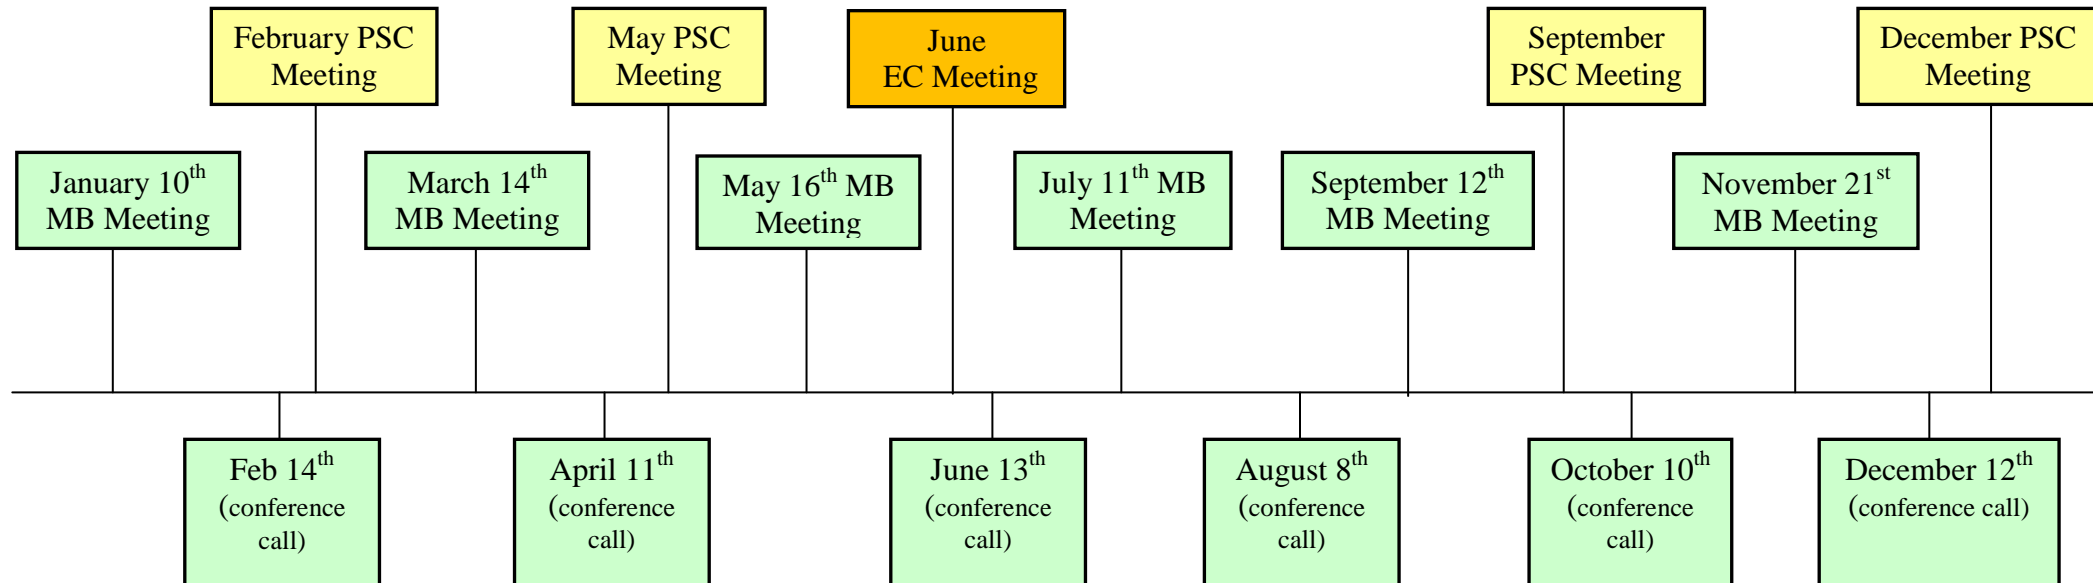 February PSC
Meeting
May PSC
Meeting
June
EC Meeting
September
PSC Meeting
December PSC
Meeting
January 10th
MB Meeting
March 14th
MB Meeting
May 16th MB
Meeting
July 11th MB
Meeting
September 12th
MB Meeting
November 21st
MB Meeting
Feb 14th
(conference
call)
April 11th
(conference
call)
June 13th
(conference
call)
August 8th
(conference
call)
October 10th
(conference
call)
December 12th
(conference call)